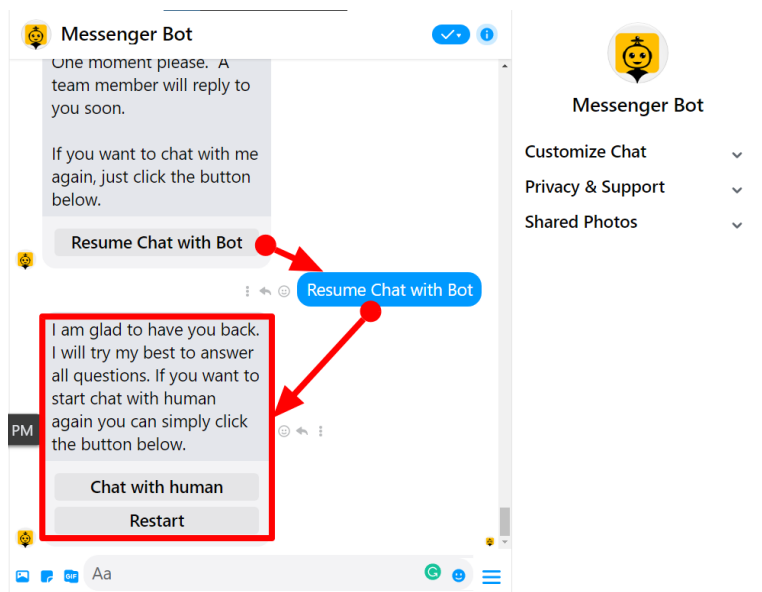 Messenger Bot
One moment please. A
team member will reply to
you soon.
If you want to chat with me
again, just click the button
below.
Resume Chat with Bot
Resume Chat with Bot
I am glad to have you back.
I will try my best to answer
all questions. If you want to
start chat with human
again you can simply click
the button below.
PM
Chat with human
Restart
GIF
Aa
Messenger Bot
Customize Chat
Privacy & Support
Shared Photos